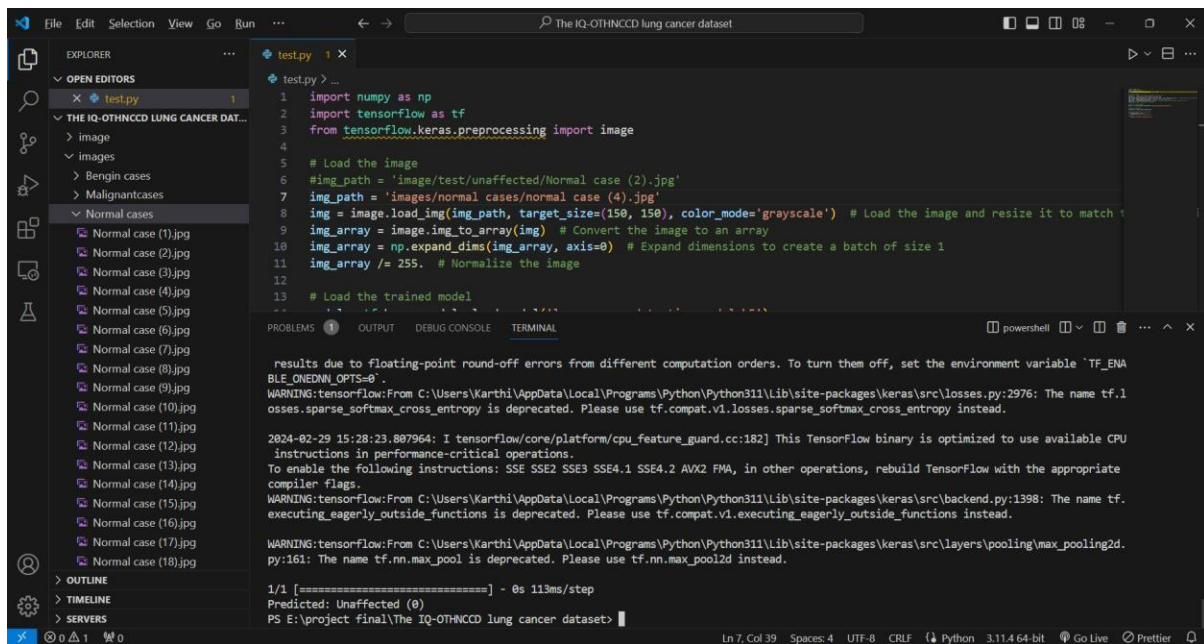 File Edit Selection View Go Run ... The IQ-OTHNCCD lung cancer dataset
EXPLORER ...
OPEN EDITORS
test.py 1
THE IQ-OTHNCCD LUNG CANCER DAT...
image
images
Bengin cases
Malignantcases
Normal cases
Normal case (1).jpg
Normal case (2).jpg
Normal case (3).jpg
Normal case (4).jpg
Normal case (5).jpg
Normal case (6).jpg
Normal case (7).jpg
Normal case (8).jpg
Normal case (9).jpg
Normal case (10).jpg
Normal case (11).jpg
Normal case (12).jpg
Normal case (13).jpg
Normal case (14).jpg
Normal case (15).jpg
Normal case (16).jpg
Normal case (17).jpg
Normal case (18).jpg
OUTLINE
TIMELINE
SERVERS
test.py 1
test.py > ...
1 import numpy as np
2 import tensorflow as tf
3 from tensorflow.keras.preprocessing import image
4
5 # Load the image
6 #img_path = 'image/test/unaffected/Normal case (2).jpg'
7 img_path = 'images/normal cases/normal case (4).jpg'
8 img = image.load_img(img_path, target_size=(150, 150), color_mode='grayscale') # Load the image and resize it to match
9 img_array = image.img_to_array(img) # Convert the image to an array
10 img_array = np.expand_dims(img_array, axis=0) # Expand dimensions to create a batch of size 1
11 img_array /= 255. # Normalize the image
12
13 # Load the trained model
PROBLEMS 1 OUTPUT DEBUG CONSOLE TERMINAL powershell
results due to floating-point round-off errors from different computation orders. To turn them off, set the environment variable `TF_ENA
BLE_ONEDNN_OPTS=0`.
WARNING:tensorflow:From C:\Users\Karthi\AppData\Local\Programs\Python\Python311\Lib\site-packages\keras\src\losses.py:2976: The name tf.l
osses.sparse_softmax_cross_entropy is deprecated. Please use tf.compat.v1.losses.sparse_softmax_cross_entropy instead.
2024-02-29 15:28:23.807964: I tensorflow/core/platform/cpu_feature_guard.cc:182] This TensorFlow binary is optimized to use available CPU
instructions in performance-critical operations.
To enable the following instructions: SSE SSE2 SSE3 SSE4.1 SSE4.2 AVX2 FMA, in other operations, rebuild TensorFlow with the appropriate
compiler flags.
WARNING:tensorflow:From C:\Users\Karthi\AppData\Local\Programs\Python\Python311\Lib\site-packages\keras\src\backend.py:1398: The name tf.
executing_eagerly_outside_functions is deprecated. Please use tf.compat.v1.executing_eagerly_outside_functions instead.
WARNING:tensorflow:From C:\Users\Karthi\AppData\Local\Programs\Python\Python311\Lib\site-packages\keras\src\layers\pooling\max_pooling2d.
py:161: The name tf.nn.max_pool is deprecated. Please use tf.nn.max_pool2d instead.
1/1 [==============================] - 0s 113ms/step
Predicted: Unaffected (0)
PS E:\project final\The IQ-OTHNCCD lung cancer dataset>
0 1 0 Ln 7, Col 39 Spaces: 4 UTF-8 CRLF Python 3.11.4 64-bit Go Live Prettier